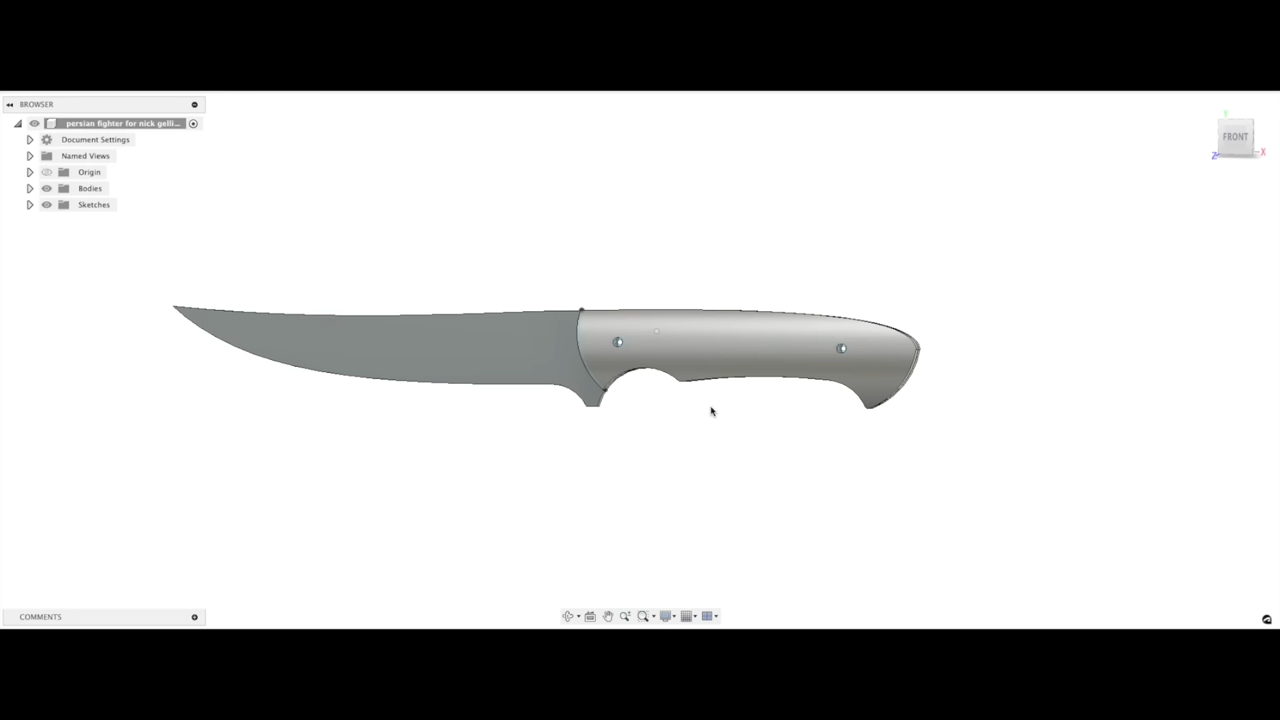 BROWSER
persian fighter for nick gelli...
Document Settings
Named Views
Origin
Bodies
Sketches
FRONT
Y
Z
X
COMMENTS